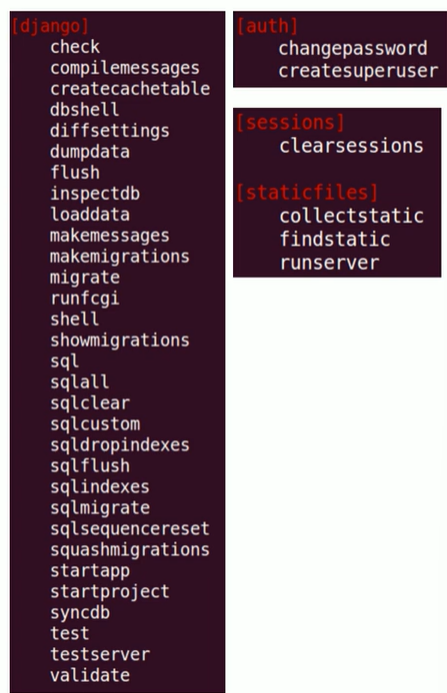 [django]
check
compilemessages
createcachetable
dbshell
diffsettings
dumpdata
flush
inspectdb
loaddata
makemessages
makemigrations
migrate
runfcgi
shell
showmigrations
sql
sqlall
sqlclear
sqlcustom
sqldropindexes
sqlflush
sqlindexes
sqlmigrate
sqlsequencereset
squashmigrations
startapp
startproject
syncdb
test
testserver
validate
[auth]
changepassword
createsuperuser
[sessions]
clearsessions
[staticfiles]
collectstatic
findstatic
runserver